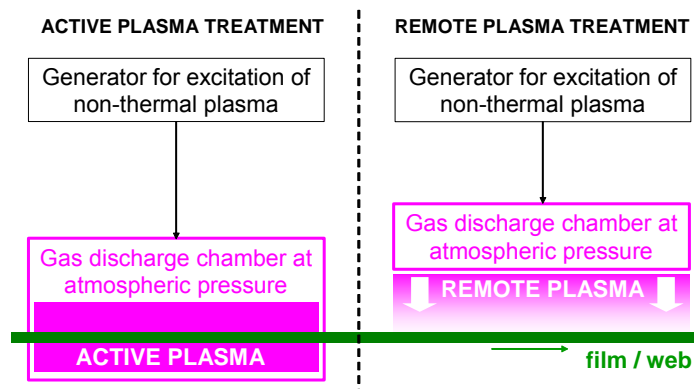 ACTIVE PLASMA TREATMENT
Generator for excitation of
non-thermal plasma
Gas discharge chamber at
atmospheric pressure
ACTIVE PLASMA
REMOTE PLASMA TREATMENT
Generator for excitation of
non-thermal plasma
Gas discharge chamber at
atmospheric pressure
REMOTE PLASMA
film / web